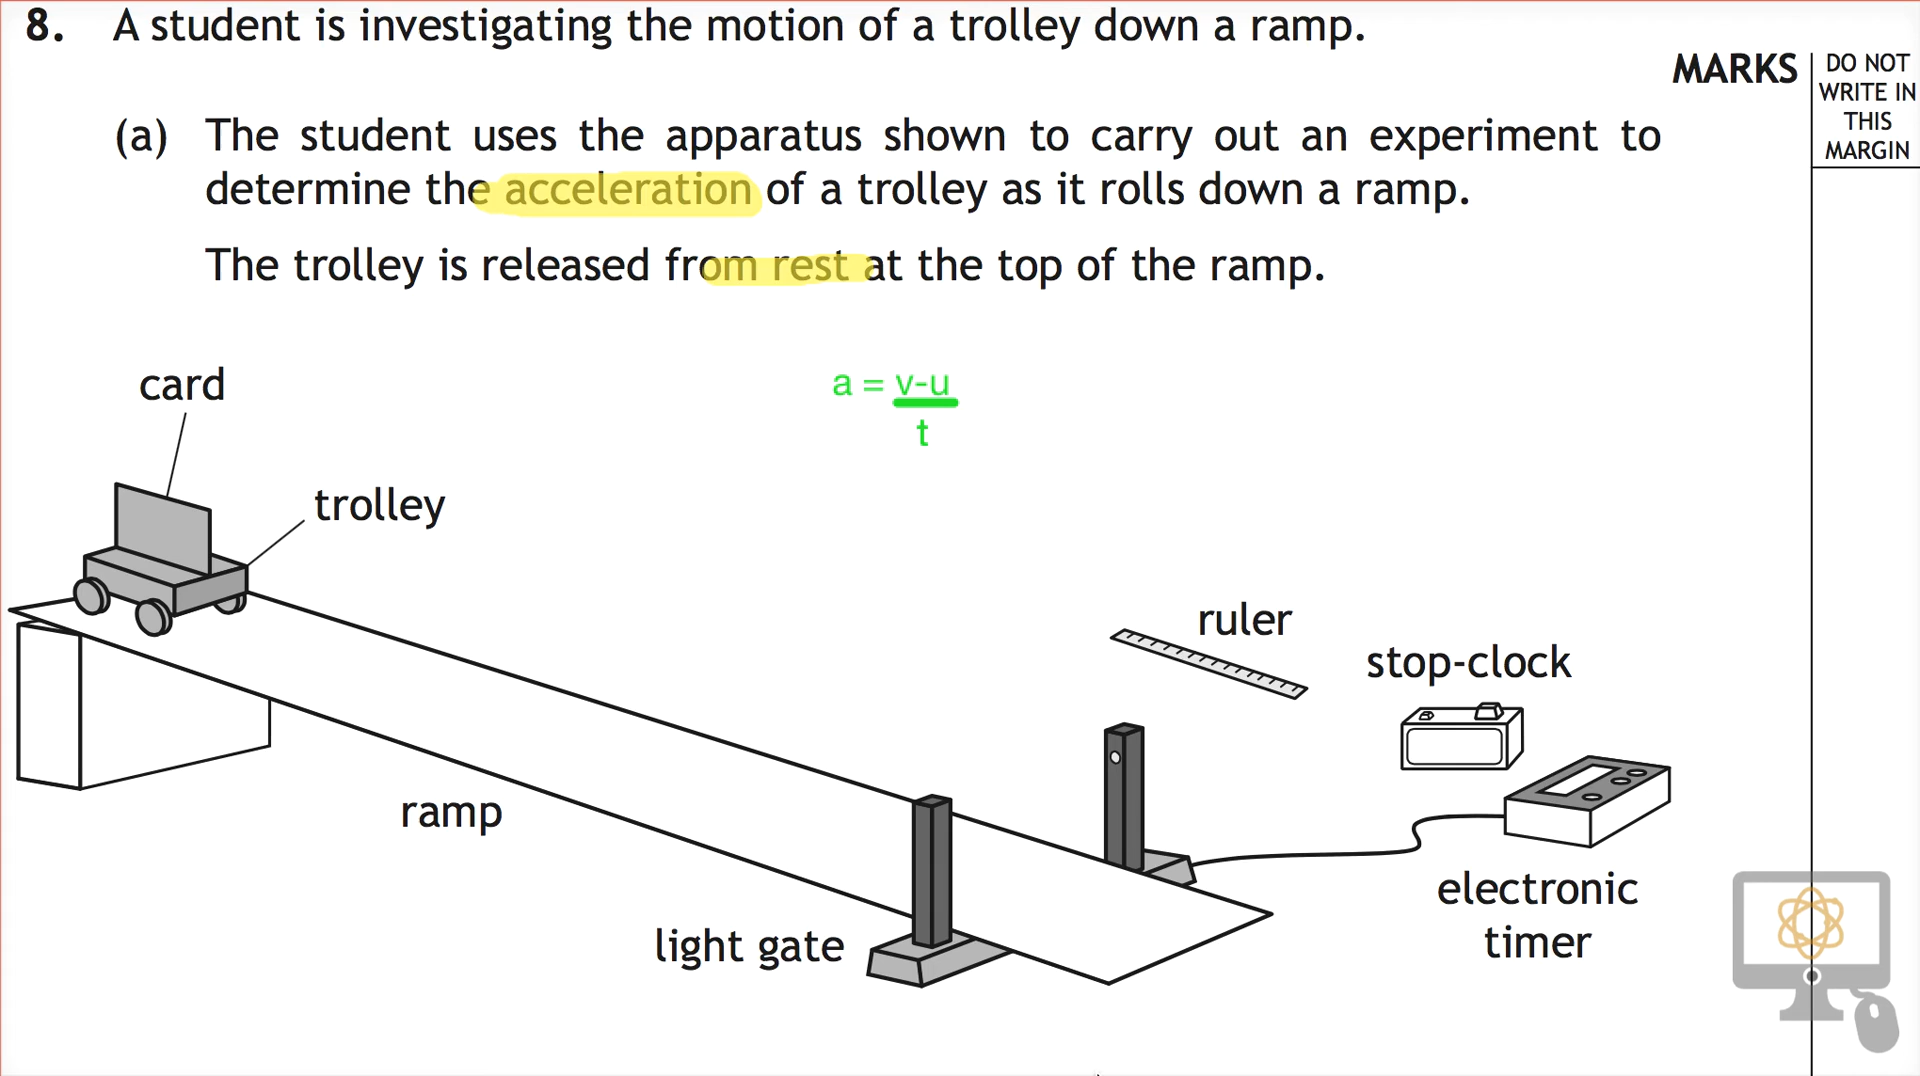 8. A student is investigating the motion of a trolley down a ramp.
MARKS
DO NOT
WRITE IN
THIS
MARGIN
(a) The student uses the apparatus shown to carry out an experiment to
determine the acceleration of a trolley as it rolls down a ramp.
The trolley is released from rest at the top of the ramp.
card
a = v-u
t
trolley
ruler
stop-clock
ramp
light gate
electronic
timer